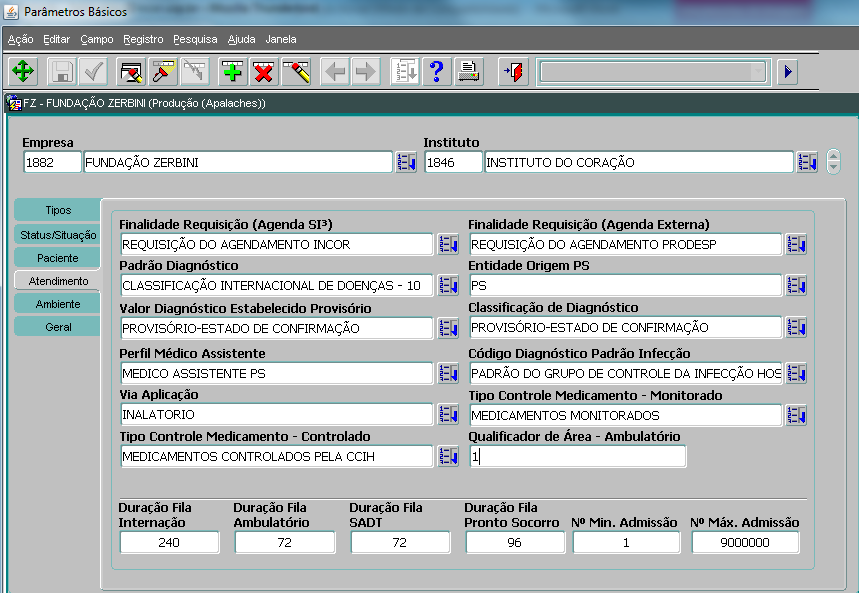 Parâmetros Básicos
Ação Editar Campo Registro Pesquisa Ajuda Janela
FZ - FUNDAÇÃO ZERBINI (Produção (Apalaches))
Empresa Instituto
1882 FUNDAÇÃO ZERBINI 1846 INSTITUTO DO CORAÇÃO
Tipos
Status/Situação
Paciente
Atendimento
Ambiente
Geral
Finalidade Requisição (Agenda SI³) Finalidade Requisição (Agenda Externa)
REQUISIÇÃO DO AGENDAMENTO INCOR REQUISIÇÃO DO AGENDAMENTO PRODESP
Padrão Diagnóstico Entidade Origem PS
CLASSIFICAÇÃO INTERNACIONAL DE DOENÇAS - 10 PS
Valor Diagnóstico Estabelecido Provisório Classificação de Diagnóstico
PROVISÓRIO-ESTADO DE CONFIRMAÇÃO PROVISÓRIO-ESTADO DE CONFIRMAÇÃO
Perfil Médico Assistente Código Diagnóstico Padrão Infecção
MEDICO ASSISTENTE PS PADRÃO DO GRUPO DE CONTROLE DA INFECÇÃO HOS
Via Aplicação Tipo Controle Medicamento - Monitorado
INALATORIO MEDICAMENTOS MONITORADOS
Tipo Controle Medicamento - Controlado Qualificador de Área - Ambulatório
MEDICAMENTOS CONTROLADOS PELA CCIH 1
Duração Fila Duração Fila Duração Fila Duração Fila
Internação Ambulatório SADT Pronto Socorro Nº Min. Admissão Nº Máx. Admissão
240 72 72 96 1 9000000